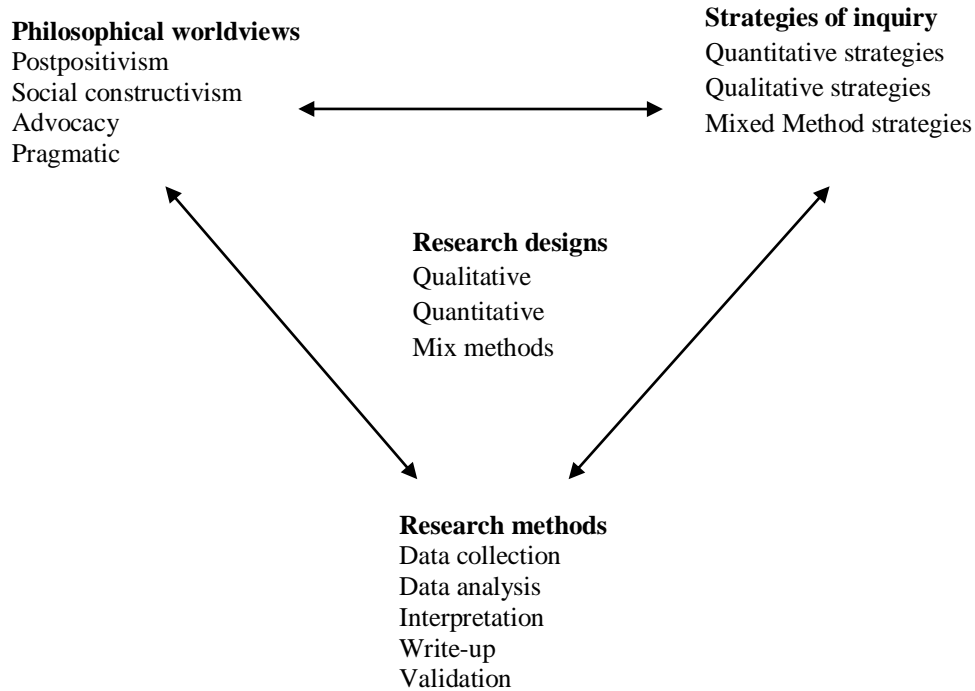 Philosophical worldviews
Postpositivism
Social constructivism
Advocacy
Pragmatic
Strategies of inquiry
Quantitative strategies
Qualitative strategies
Mixed Method strategies
Research designs
Qualitative
Quantitative
Mix methods
Research methods
Data collection
Data analysis
Interpretation
Write-up
Validation